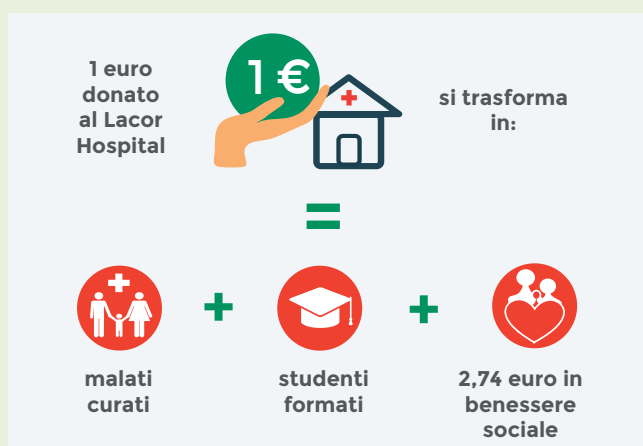 1 euro
donato
al Lacor
Hospital
1 €
si trasforma
in:
=
+
+
malati
curati
studenti
formati
2,74 euro in
benessere
sociale